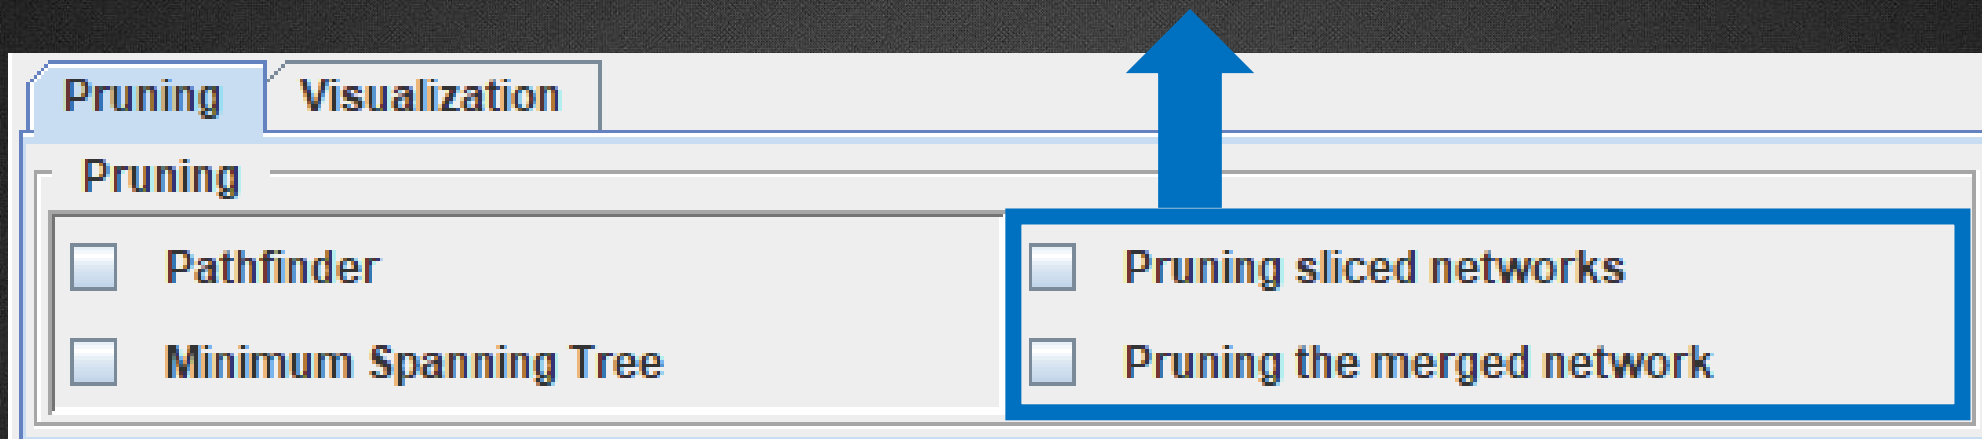 Pruning Visualization
Pruning
Pathfinder Pruning sliced networks
Minimum Spanning Tree Pruning the merged network